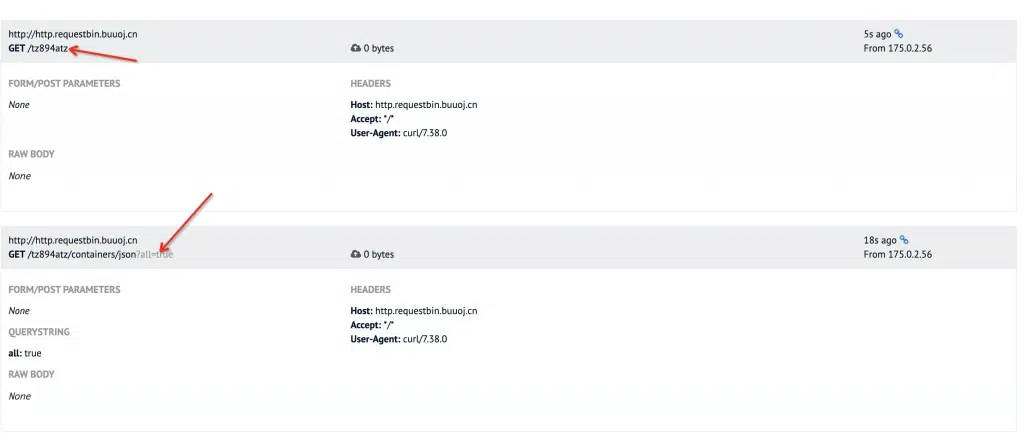 http://http.requestbin.buuoj.cn
GET /tz894atz
0 bytes
5s ago
From 175.0.2.56
FORM/POST PARAMETERS
None
HEADERS
Host: http.requestbin.buuoj.cn
Accept: */*
User-Agent: curl/7.38.0
RAW BODY
None
http://http.requestbin.buuoj.cn
GET /tz894atz/containers/json?all=true
0 bytes
18s ago
From 175.0.2.56
FORM/POST PARAMETERS
None
HEADERS
Host: http.requestbin.buuoj.cn
Accept: */*
User-Agent: curl/7.38.0
QUERYSTRING
all: true
RAW BODY
None